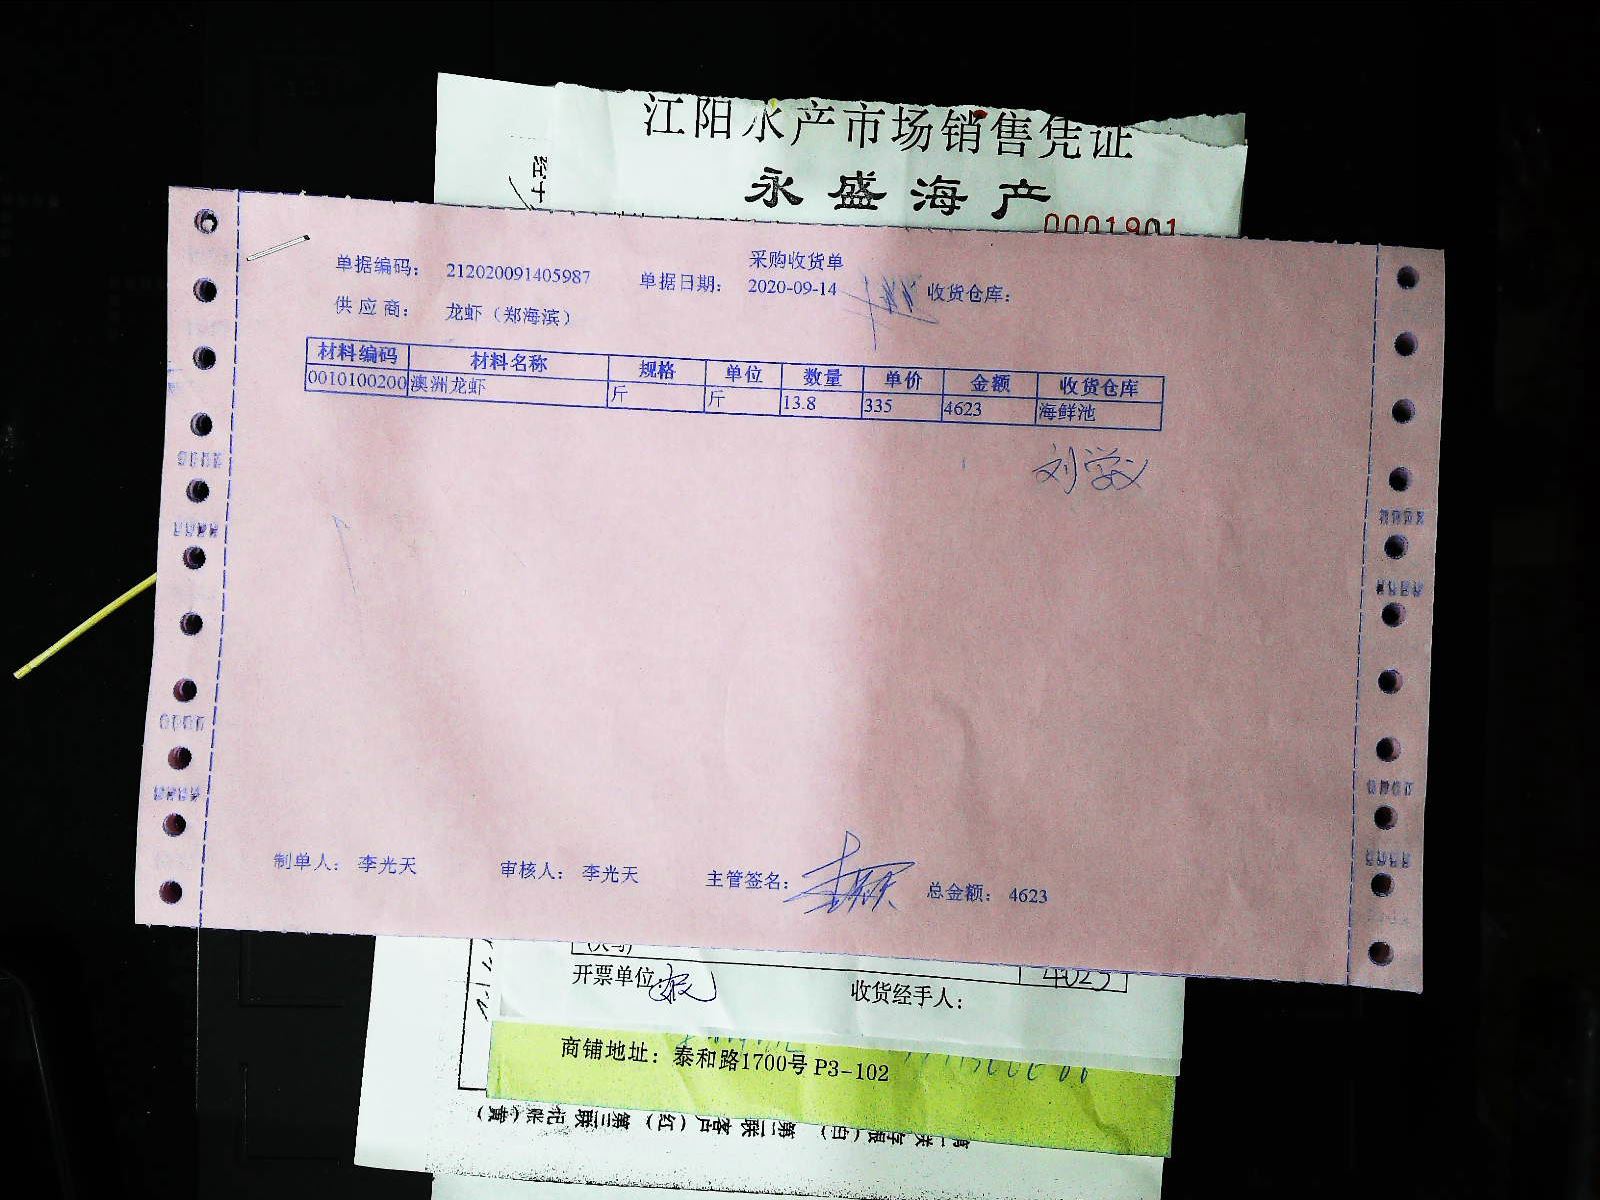 江阳水产市场销售凭证
永盛海产
0001901
采购收货单
单据编码: 212020091405987 单据日期: 2020-09-14 收货仓库:
供应商: 龙虾（郑海滨）
材料编码 材料名称 规格 单位 数量 单价 金额 收货仓库
0010100200 澳洲龙虾 斤 斤 13.8 335 4623 海鲜池
制单人: 李光天 审核人: 李光天 主管签名: 总金额: 4623
开票单位 收货经手人:
商铺地址: 泰和路1700号 P3-102